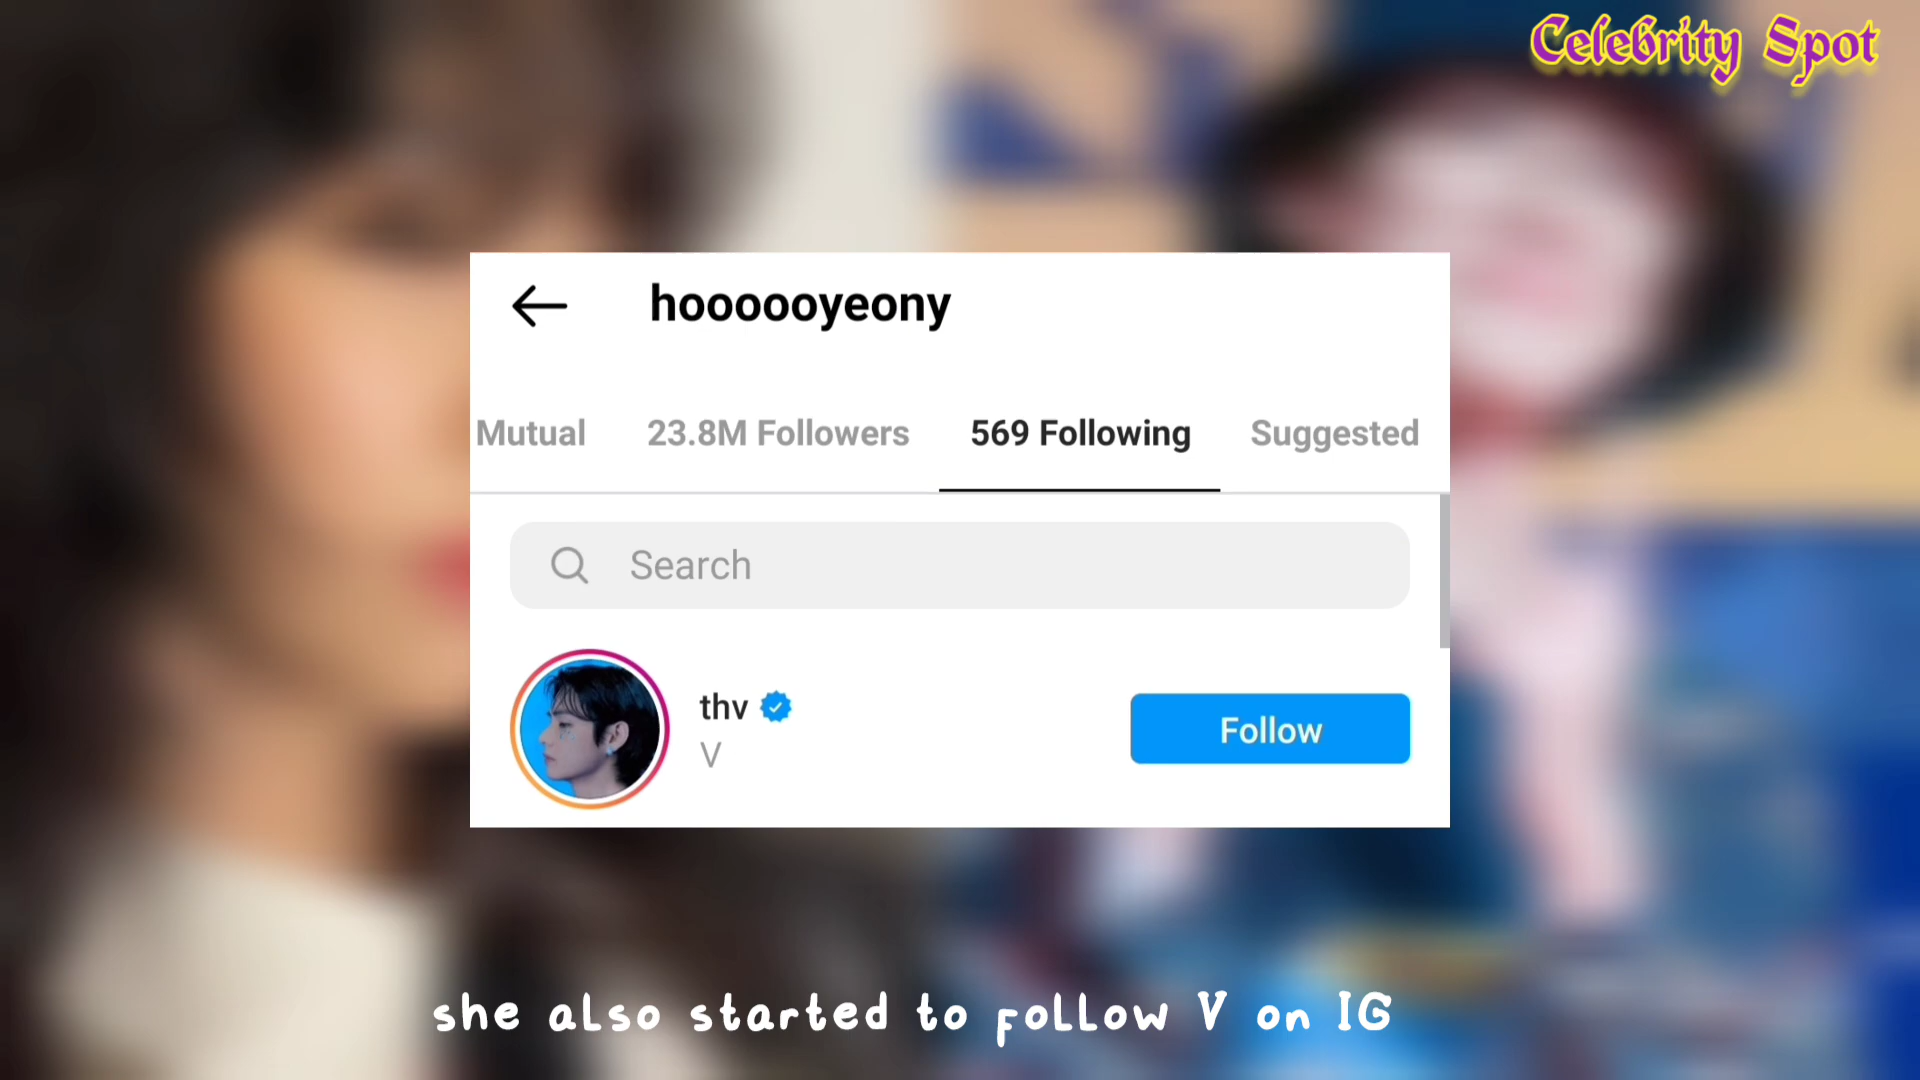 Celebrity Spot
hoooooyeony
Mutual 23.8M Followers 569 Following Suggested
Search
thv
V
Follow
she also started to follow V on IG